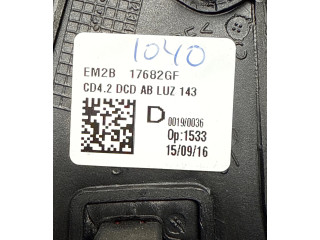 1040
EM2B 17682GF
CD4.2 DCD AB LUZ 143
D 0019/0036
Op:1533
15/09/16